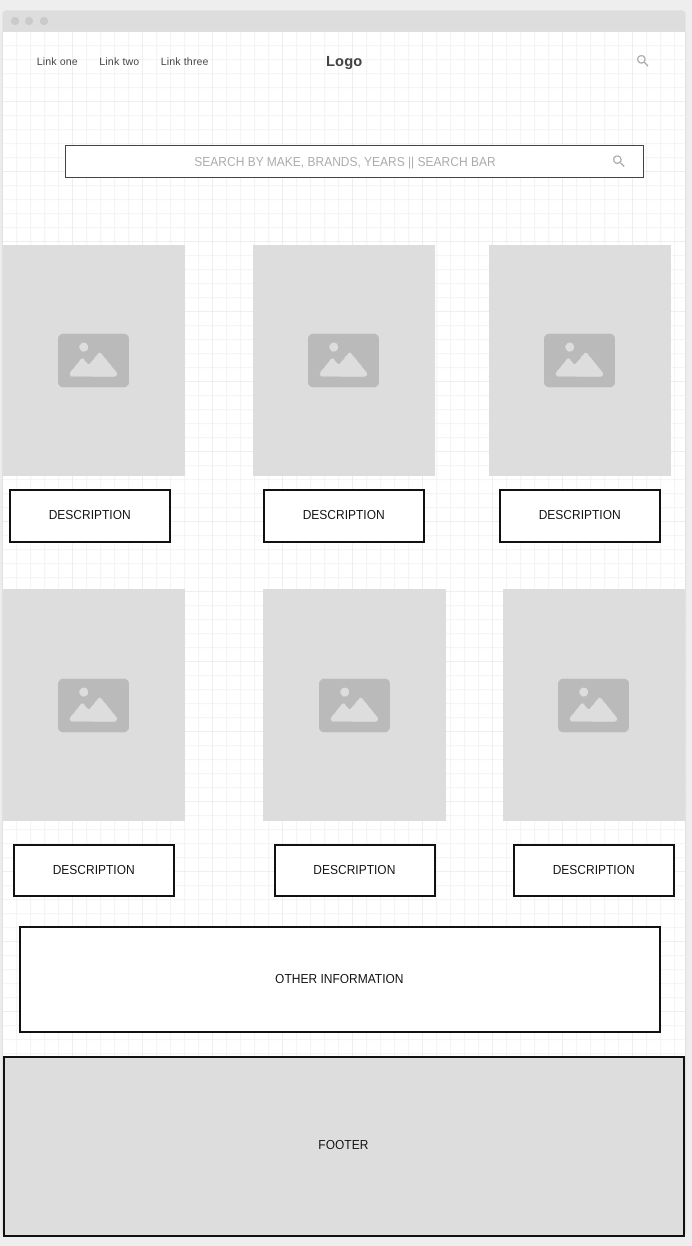 Link one Link two Link three Logo
SEARCH BY MAKE, BRANDS, YEARS || SEARCH BAR
DESCRIPTION DESCRIPTION DESCRIPTION
DESCRIPTION DESCRIPTION DESCRIPTION
OTHER INFORMATION
FOOTER